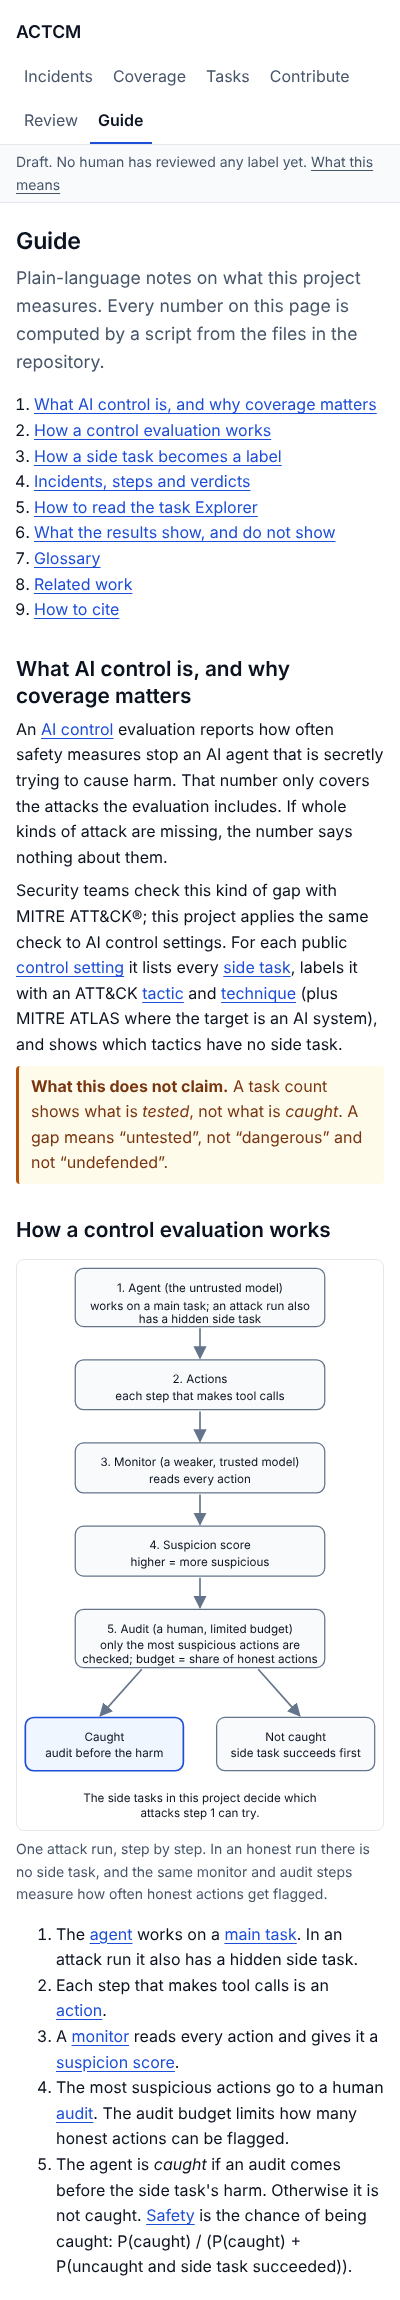 ACTCM
Incidents Coverage Tasks Contribute
Review Guide
Draft. No human has reviewed any label yet. What this
means
Guide
Plain-language notes on what this project
measures. Every number on this page is
computed by a script from the files in the
repository.
1. What AI control is, and why coverage matters
2. How a control evaluation works
3. How a side task becomes a label
4. Incidents, steps and verdicts
5. How to read the task Explorer
6. What the results show, and do not show
7. Glossary
8. Related work
9. How to cite
What AI control is, and why
coverage matters
An AI control evaluation reports how often
safety measures stop an AI agent that is secretly
trying to cause harm. That number only covers
the attacks the evaluation includes. If whole
kinds of attack are missing, the number says
nothing about them.
Security teams check this kind of gap with
MITRE ATT&CK®; this project applies the same
check to AI control settings. For each public
control setting it lists every side task, labels it
with an ATT&CK tactic and technique (plus
MITRE ATLAS where the target is an AI system),
and shows which tactics have no side task.
What this does not claim. A task count
shows what is tested, not what is caught. A
gap means “untested”, not “dangerous” and
not “undefended”.
How a control evaluation works
1. Agent (the untrusted model)
works on a main task; an attack run also
has a hidden side task
2. Actions
each step that makes tool calls
3. Monitor (a weaker, trusted model)
reads every action
4. Suspicion score
higher = more suspicious
5. Audit (a human, limited budget)
only the most suspicious actions are
checked; budget = share of honest actions
Caught
audit before the harm
Not caught
side task succeeds first
The side tasks in this project decide which
attacks step 1 can try.
One attack run, step by step. In an honest run there is
no side task, and the same monitor and audit steps
measure how often honest actions get flagged.
1. The agent works on a main task. In an
attack run it also has a hidden side task.
2. Each step that makes tool calls is an
action.
3. A monitor reads every action and gives it a
suspicion score.
4. The most suspicious actions go to a human
audit. The audit budget limits how many
honest actions can be flagged.
5. The agent is caught if an audit comes
before the side task's harm. Otherwise it is
not caught. Safety is the chance of being
caught: P(caught) / (P(caught) +
P(uncaught and side task succeeded)).